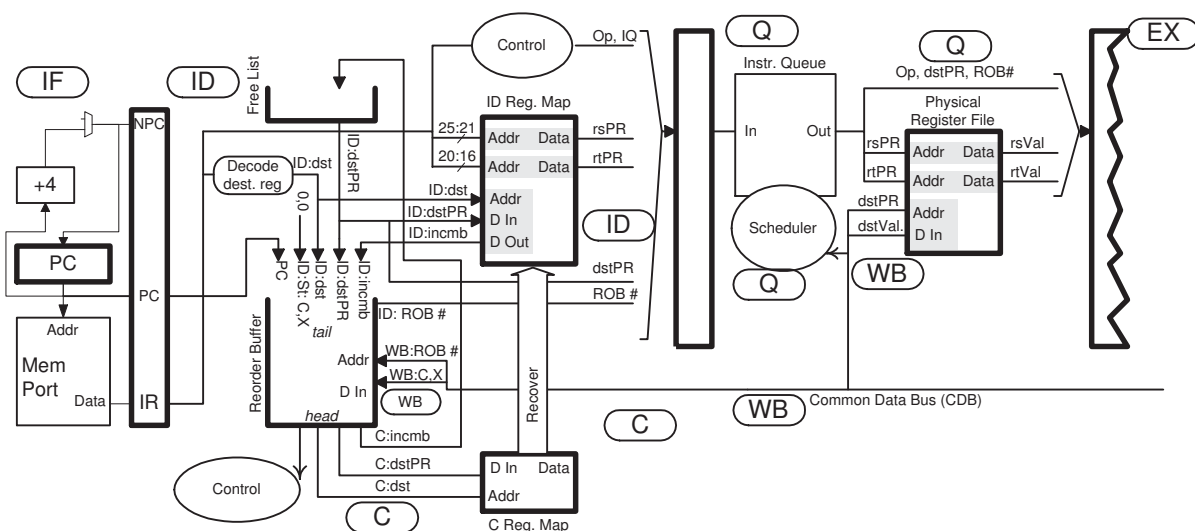 IF
ID
Free List
Control
Op, IQ
Q
Instr. Queue
Q
EX
Op, dstPR, ROB#
Physical
Register File
NPC
+4
PC
Addr
Mem
Port
Data
PC
IR
25:21
20:16
ID Reg. Map
Addr
Data
rsPR
Addr
Data
rtPR
ID:dstPR
Decode
dest. reg
ID:dst
0,0
ID:dst
ID:dstPR
ID:incmb
Addr
D In
D Out
ID
In
Out
Scheduler
Q
rsPR
rtPR
Addr
Data
rsVal
Addr
Data
rtVal
dstPR
dstVal.
Addr
D In
WB
PC
ID:St: C,X
ID:dst
ID:dstPR
ID:incmb
tail
dstPR
ROB #
ID: ROB #
Reorder Buffer
Addr
D In
WB:ROB #
WB:C,X
WB
head
Recover
C
WB
Common Data Bus (CDB)
C:incmb
C:dstPR
C:dst
Control
C
D In
Data
Addr
C Reg. Map